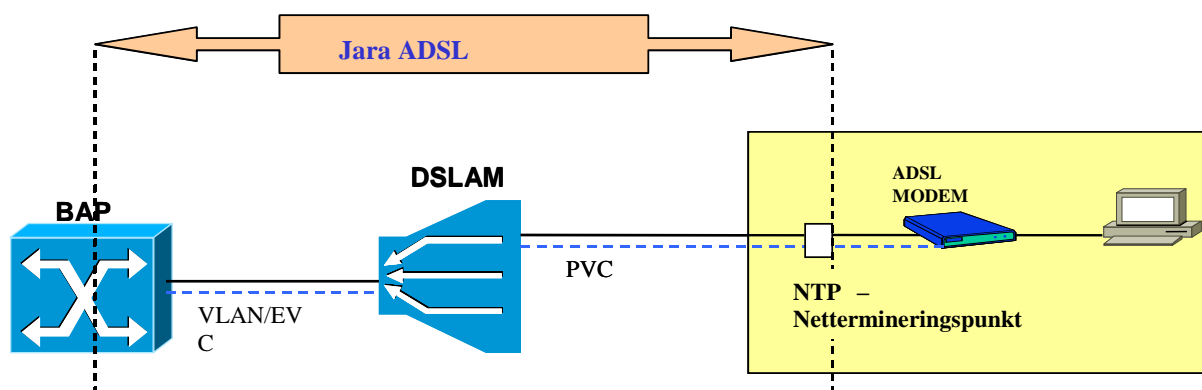 Jara ADSL
DSLAM
ADSL
MODEM
BAP
PVC
VLAN/EV
C
NTP –
Nettermineringspunkt